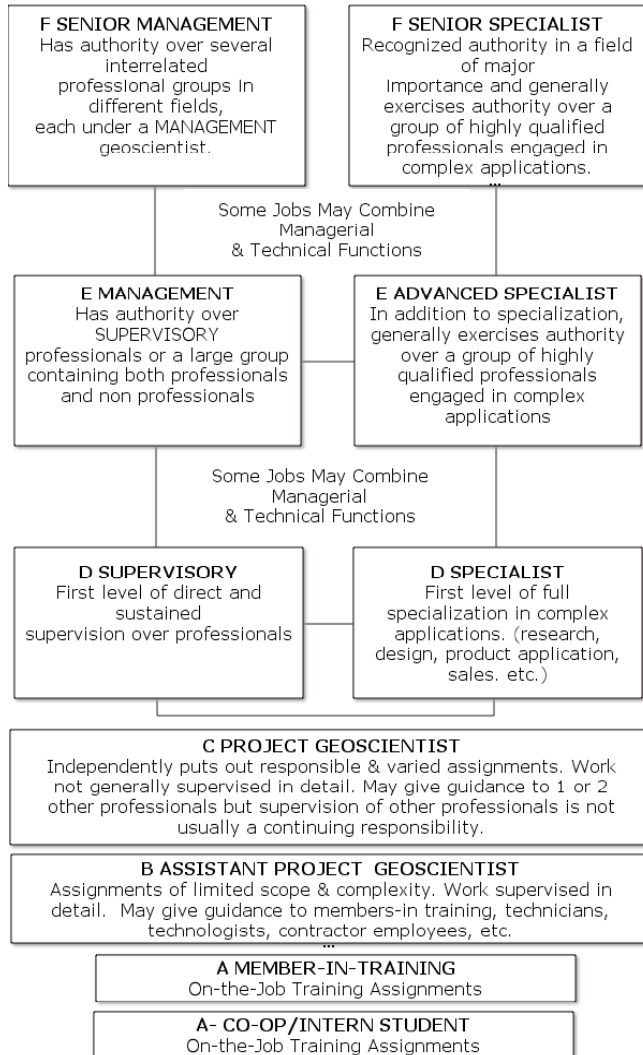 F SENIOR MANAGEMENT
Has authority over several
interrelated
professional groups In
different fields,
each under a MANAGEMENT
geoscientist.
F SENIOR SPECIALIST
Recognized authority in a field
of major
Importance and generally
exercises authority over a
group of highly qualified
professionals engaged in
complex applications.
...
Some Jobs May Combine
Managerial
& Technical Functions
E MANAGEMENT
Has authority over
SUPERVISORY
professionals or a large group
containing both professionals
and non professionals
E ADVANCED SPECIALIST
In addition to specialization,
generally exercises authority
over a group of highly
qualified professionals
engaged in complex
applications
Some Jobs May Combine
Managerial
& Technical Functions
D SUPERVISORY
First level of direct and
sustained
supervision over professionals
D SPECIALIST
First level of full
specialization in complex
applications. (research,
design, product application,
sales. etc.)
C PROJECT GEOSCIENTIST
Independently puts out responsible & varied assignments. Work
not generally supervised in detail. May give guidance to 1 or 2
other professionals but supervision of other professionals is not
usually a continuing responsibility.
B ASSISTANT PROJECT GEOSCIENTIST
Assignments of limited scope & complexity. Work supervised in
detail. May give guidance to members-in training, technicians,
technologists, contractor employees, etc.
...
A MEMBER-IN-TRAINING
On-the-Job Training Assignments
A- CO-OP/INTERN STUDENT
On-the-Job Training Assignments